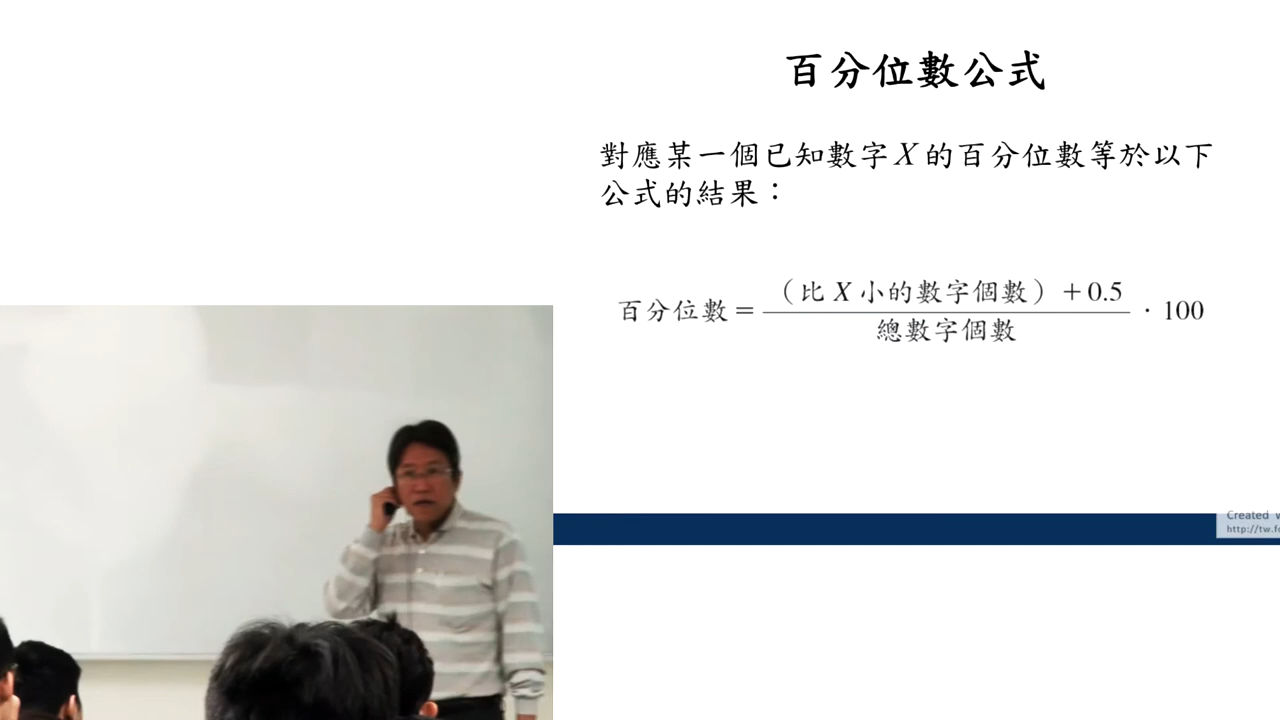 百分位數公式
對應某一個已知數字 X 的百分位數等於以下
公式的結果：
百分位數 = (比 X 小的數字個數) + 0.5 / 總數字個數 · 100
Created
http://tw.f